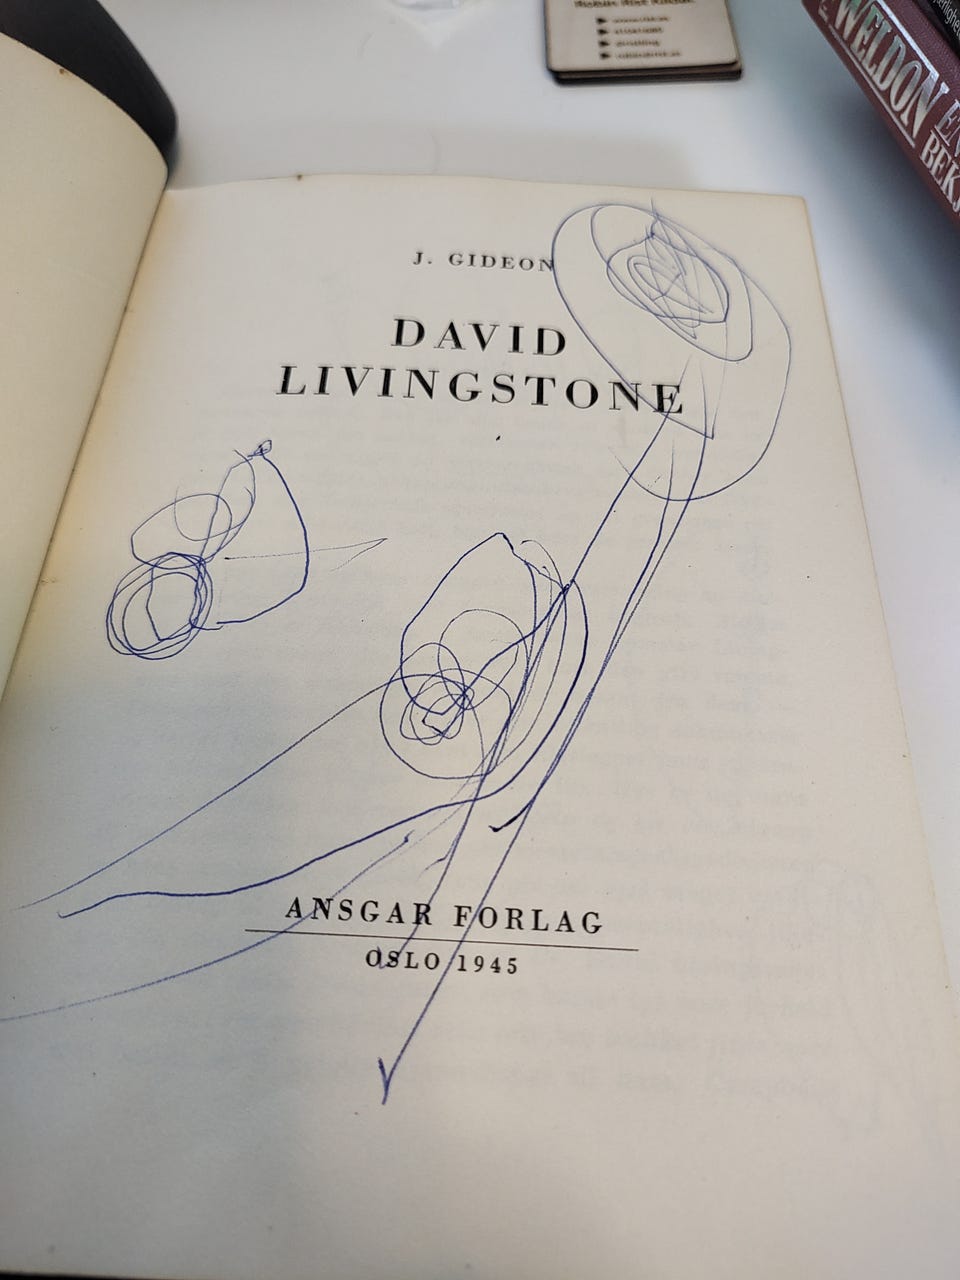 J. GIDEON
DAVID
LIVINGSTONE
ANSGAR FORLAG
OSLO 1945
WELDON